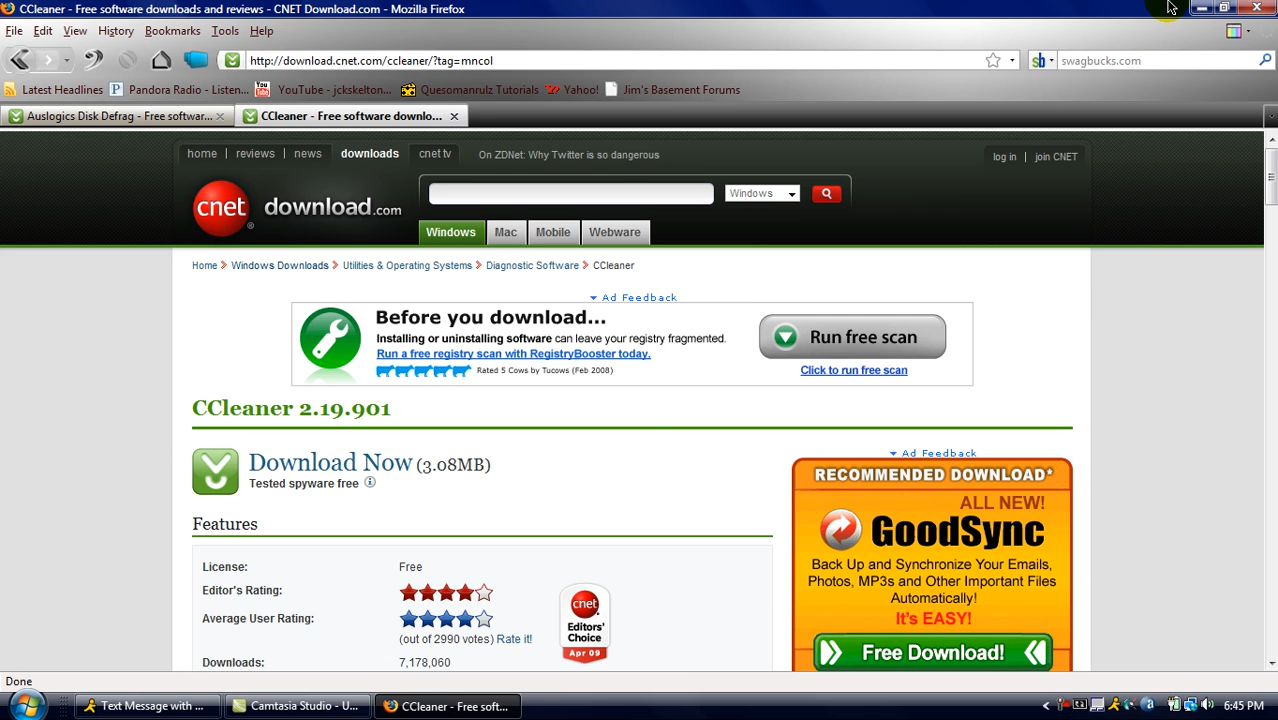 CCleaner - Free software downloads and reviews - CNET Download.com - Mozilla Firefox
File Edit View History Bookmarks Tools Help
http://download.cnet.com/ccleaner/?tag=mncol
sb swagbucks.com
Latest Headlines Pandora Radio - Listen... YouTube - jckskelton... Quesomanrulz Tutorials Yahoo! Jim's Basement Forums
Auslogics Disk Defrag - Free softwar... CCleaner - Free software downlo...
home reviews news downloads cnet tv On ZDNet: Why Twitter is so dangerous log in join CNET
cnet download.com
Windows
Windows Mac Mobile Webware
Home Windows Downloads Utilities & Operating Systems Diagnostic Software CCleaner
Ad Feedback
Before you download...
Installing or uninstalling software can leave your registry fragmented.
Run a free registry scan with RegistryBooster today.
Rated 5 Cows by Tucows (Feb 2008)
Run free scan
Click to run free scan
CCleaner 2.19.901
Download Now (3.08MB)
Tested spyware free
Features
License: Free
Editor's Rating:
Average User Rating:
(out of 2990 votes) Rate it!
Downloads: 7,178,060
cnet
Editors'
Choice
Apr 09
Ad Feedback
RECOMMENDED DOWNLOAD*
ALL NEW!
GoodSync
Back Up and Synchronize Your Emails,
Photos, MP3s and Other Important Files
Automatically!
It's EASY!
Free Download!
Done
Text Message with ... Camtasia Studio - U... CCleaner - Free soft... 6:45 PM